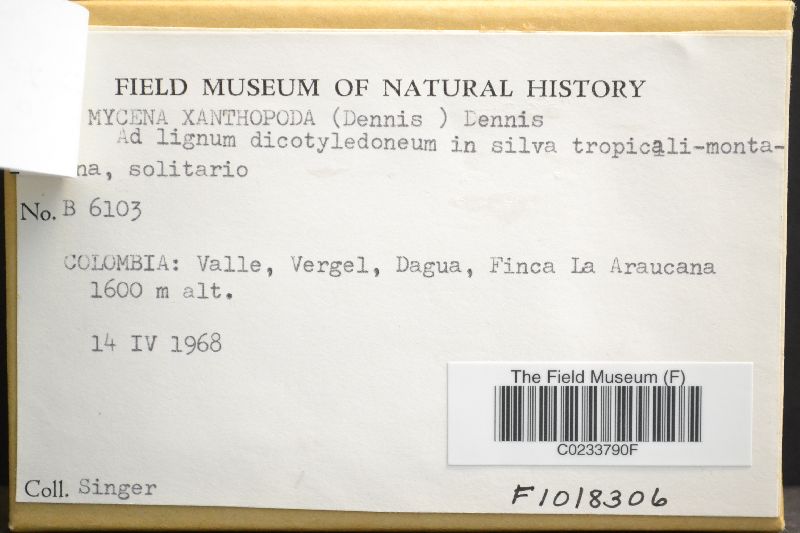 FIELD MUSEUM OF NATURAL HISTORY
MYCENA XANTHOPODA (Dennis ) Dennis
Ad lignum dicotyledoneum in silva tropicali-monta-
na, solitario
No. B 6103
COLOMBIA: Valle, Vergel, Dagua, Finca La Araucana
1600 m alt.
14 IV 1968
The Field Museum (F)
C0233790F
Coll. Singer
F1018306